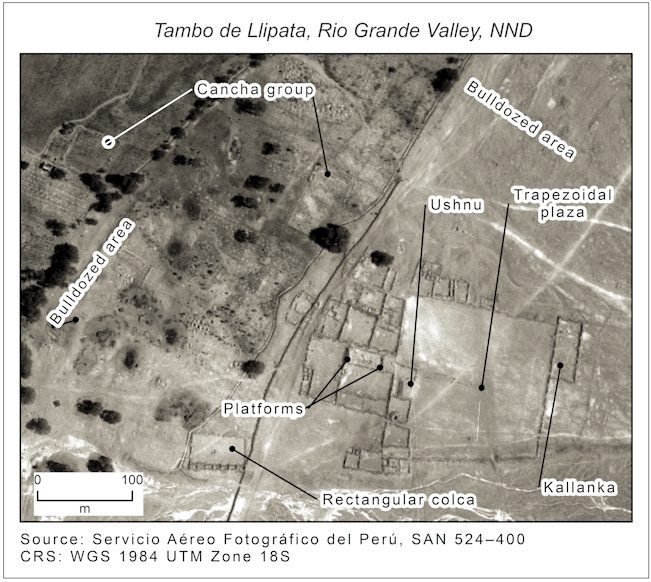 Tambo de Llipata, Rio Grande Valley, NND
Cancha group
Bulldozed area
Ushnu
Trapezoidal
plaza
Bulldozed area
Platforms
Rectangular colca
Kallanka
0 100
m
Source: Servicio Aéreo Fotográfico del Perú, SAN 524–400
CRS: WGS 1984 UTM Zone 18S